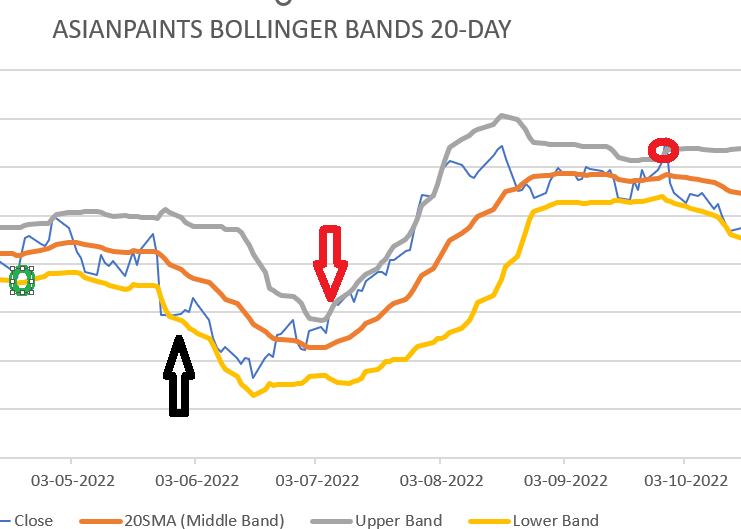 ASIANPAINTS BOLLINGER BANDS 20-DAY
03-05-2022 03-06-2022 03-07-2022 03-08-2022 03-09-2022 03-10-2022
Close 20SMA (Middle Band) Upper Band Lower Band